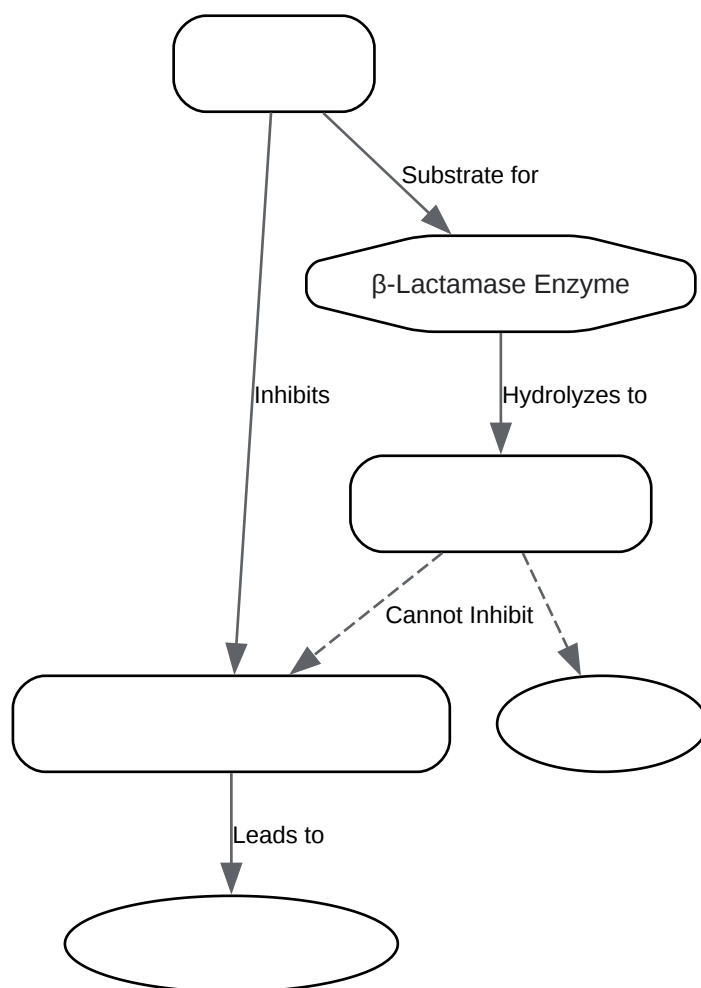 Substrate for
β-Lactamase Enzyme
Inhibits
Hydrolyzes to
Cannot Inhibit
Leads to